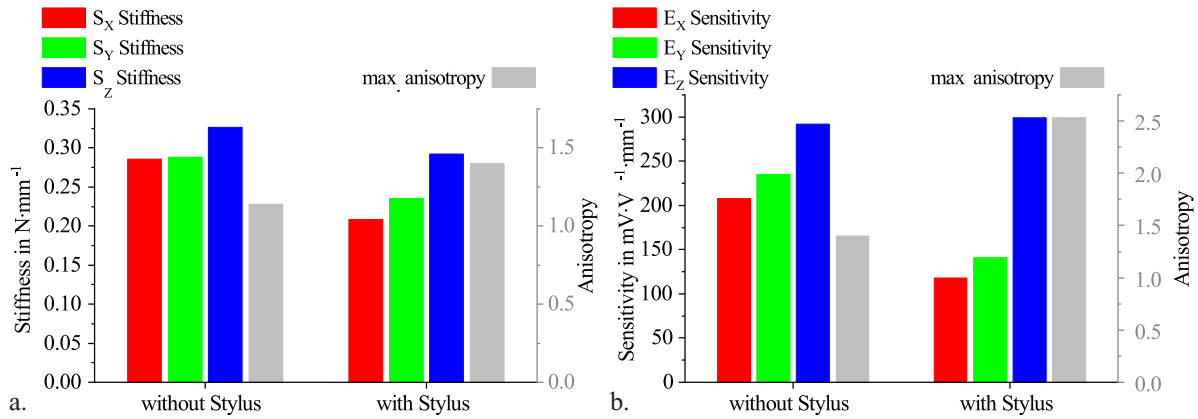 S_X Stiffness
S_Y Stiffness
S_Z Stiffness
max. anisotropy
0.35
0.30
0.25
0.20
0.15
0.10
0.05
0.00
Stiffness in N·mm⁻¹
1.5
1.0
0.5
0.0
Anisotropy
without Stylus
with Stylus
a.
E_X Sensitivity
E_Y Sensitivity
E_Z Sensitivity
max anisotropy
300
250
200
150
100
50
0
Sensitivity in mV·V⁻¹·mm⁻¹
2.5
2.0
1.5
1.0
0.5
0.0
Anisotropy
without Stylus
with Stylus
b.